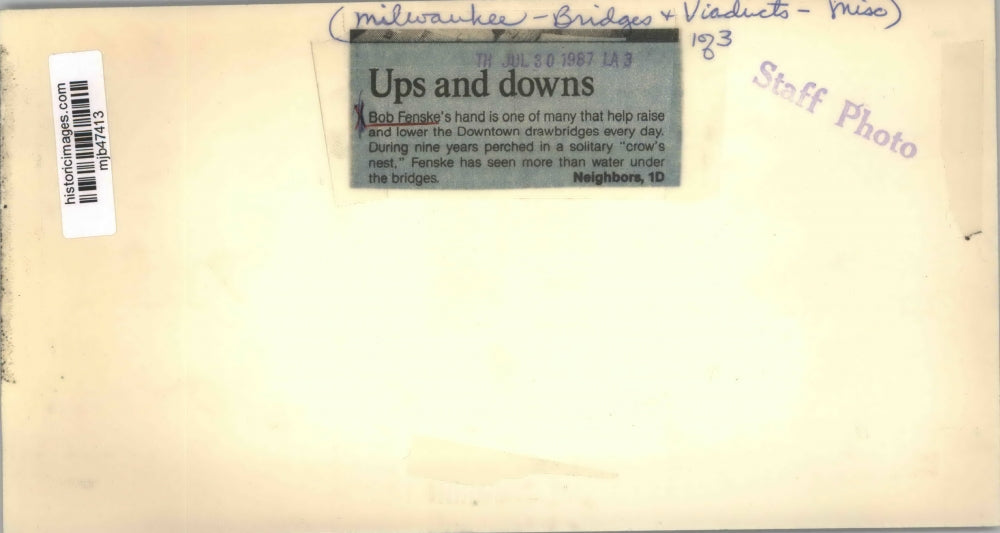 (Milwaukee - Bridges + Viaducts - Misc)
1 of 3
TH JUL 30 1987 LA 3
Ups and downs
Bob Fenske's hand is one of many that help raise
and lower the Downtown drawbridges every day.
During nine years perched in a solitary "crow's
nest," Fenske has seen more than water under
the bridges. Neighbors, 1D
Staff Photo
historicimages.com
mjb47413